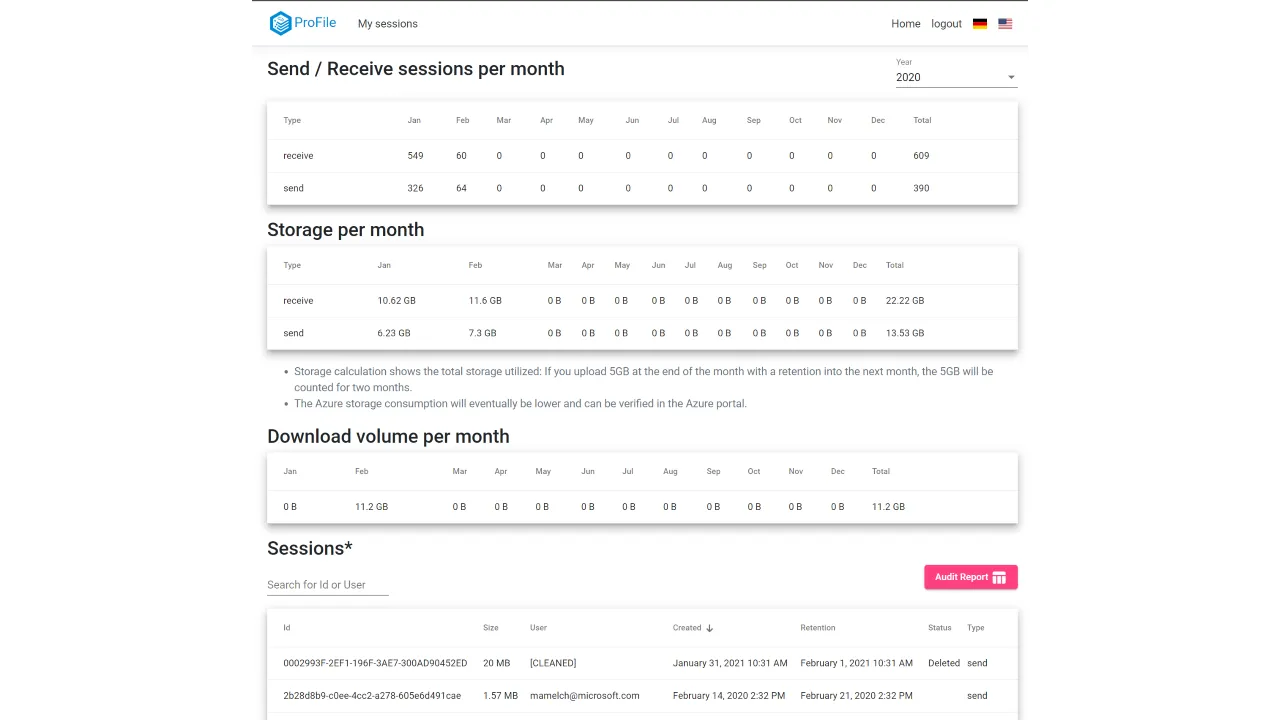 ProFile My sessions Home logout
Send / Receive sessions per month
Year
2020
Type Jan Feb Mar Apr May Jun Jul Aug Sep Oct Nov Dec Total
receive 549 60 0 0 0 0 0 0 0 0 0 0 609
send 326 64 0 0 0 0 0 0 0 0 0 0 390
Storage per month
Type Jan Feb Mar Apr May Jun Jul Aug Sep Oct Nov Dec Total
receive 10.62 GB 11.6 GB 0 B 0 B 0 B 0 B 0 B 0 B 0 B 0 B 0 B 0 B 22.22 GB
send 6.23 GB 7.3 GB 0 B 0 B 0 B 0 B 0 B 0 B 0 B 0 B 0 B 0 B 13.53 GB
• Storage calculation shows the total storage utilized: If you upload 5GB at the end of the month with a retention into the next month, the 5GB will be
counted for two months.
• The Azure storage consumption will eventually be lower and can be verified in the Azure portal.
Download volume per month
Jan Feb Mar Apr May Jun Jul Aug Sep Oct Nov Dec Total
0 B 11.2 GB 0 B 0 B 0 B 0 B 0 B 0 B 0 B 0 B 0 B 0 B 11.2 GB
Sessions*
Search for Id or User
Audit Report
Id Size User Created Retention Status Type
0002993F-2EF1-196F-3AE7-300AD90452ED 20 MB [CLEANED] January 31, 2021 10:31 AM February 1, 2021 10:31 AM Deleted send
2b28d8b9-c0ee-4cc2-a278-605e6d491cae 1.57 MB mamelch@microsoft.com February 14, 2020 2:32 PM February 21, 2020 2:32 PM send